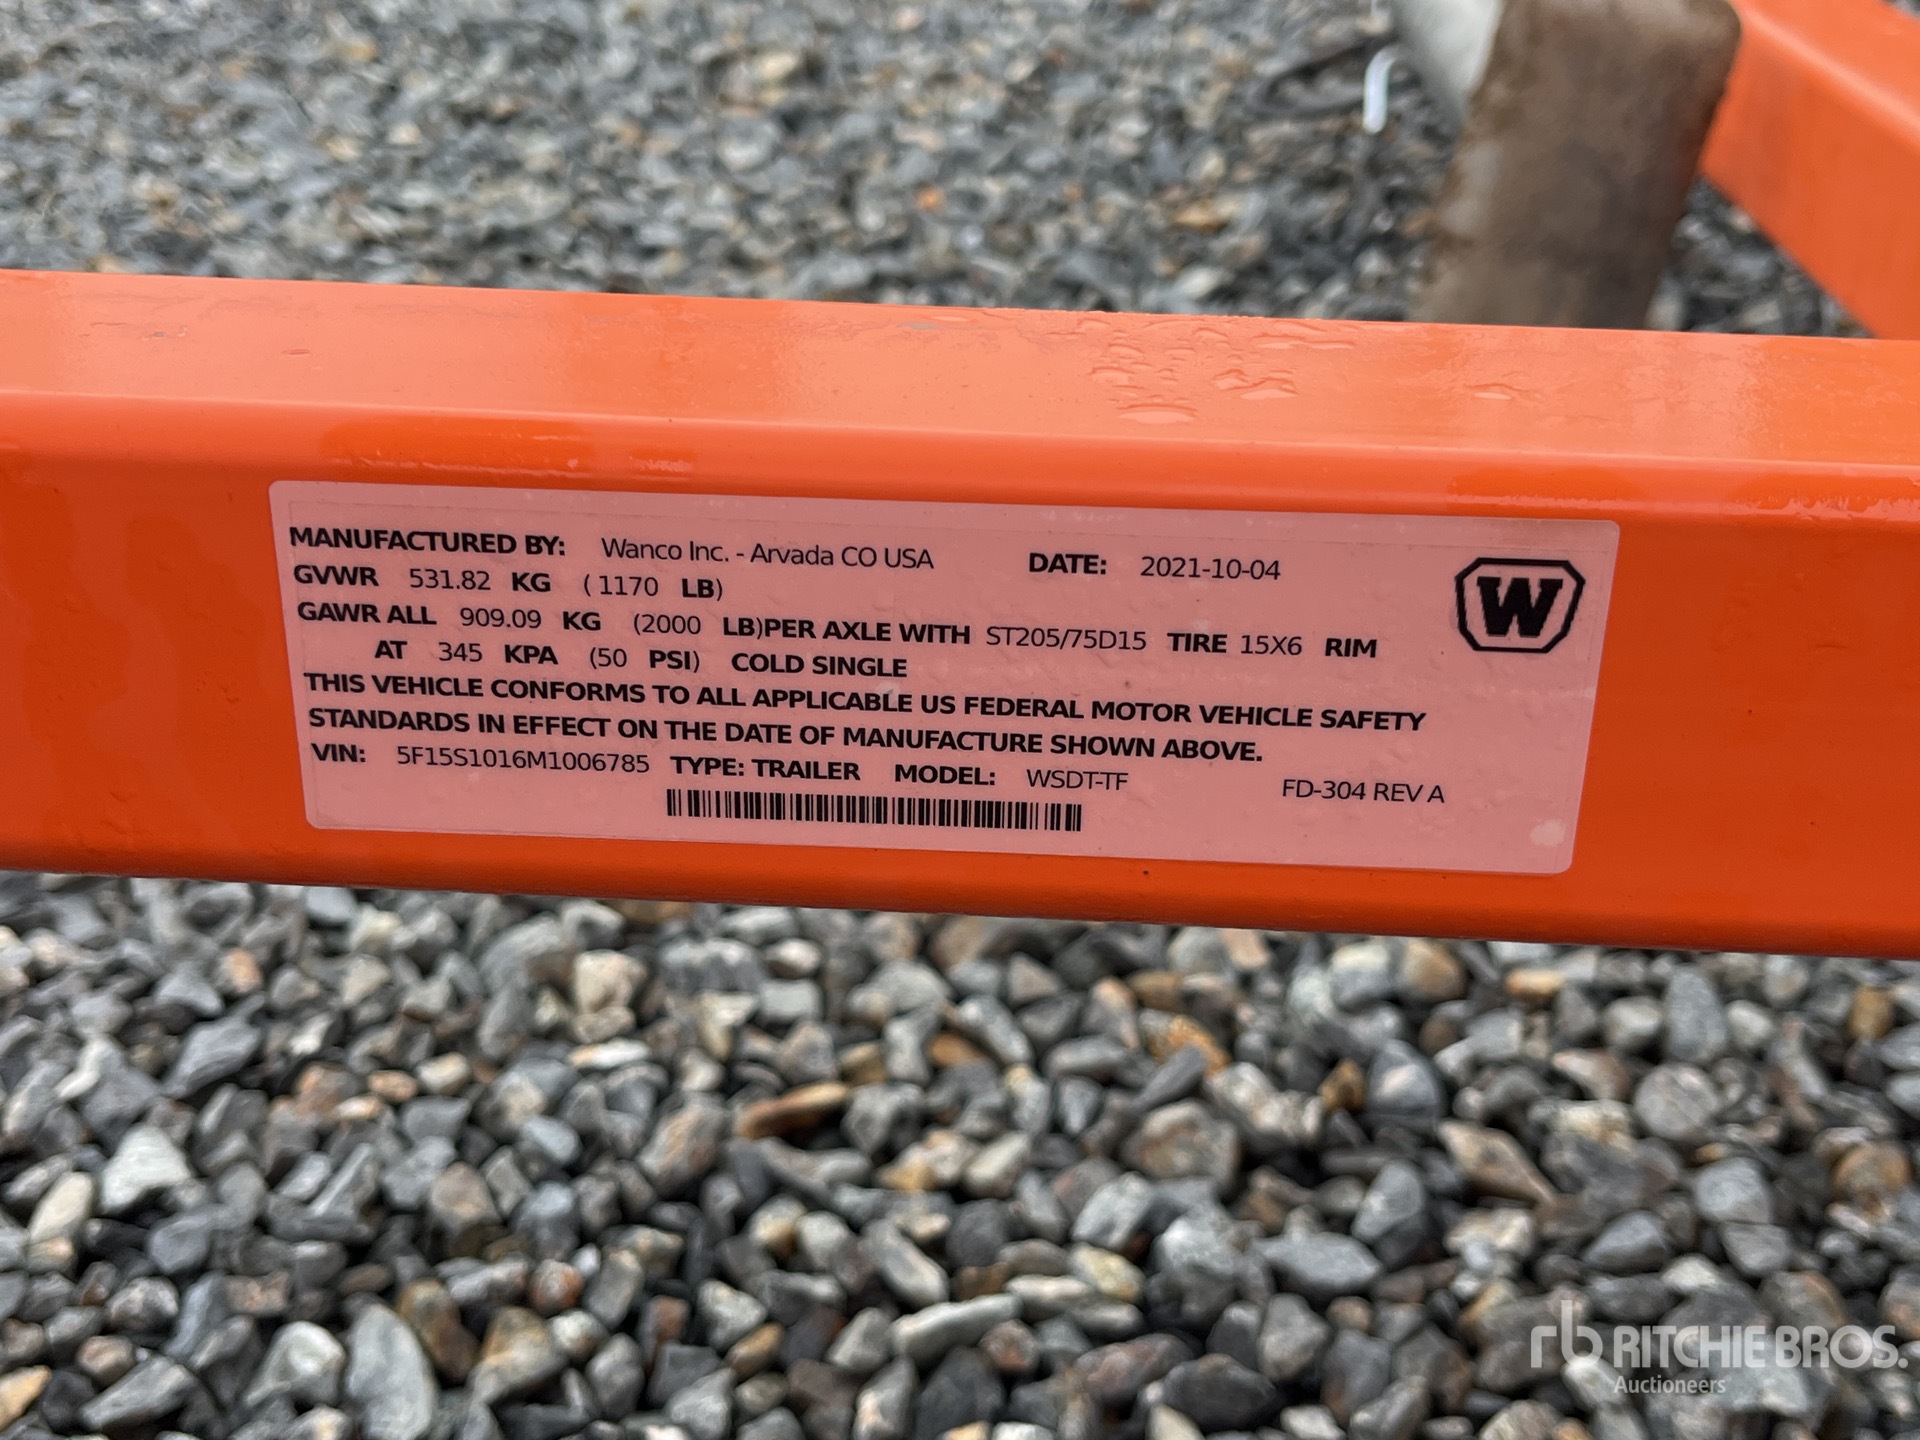 MANUFACTURED BY: Wanco Inc. - Arvada CO USA DATE: 2021-10-04
GVWR 531.82 KG ( 1170 LB)
GAWR ALL 909.09 KG (2000 LB)PER AXLE WITH ST205/75D15 TIRE 15X6 RIM
AT 345 KPA (50 PSI) COLD SINGLE
THIS VEHICLE CONFORMS TO ALL APPLICABLE US FEDERAL MOTOR VEHICLE SAFETY
STANDARDS IN EFFECT ON THE DATE OF MANUFACTURE SHOWN ABOVE.
VIN: 5F15S1016M1006785 TYPE: TRAILER MODEL: WSDT-TF FD-304 REV A
W
rb RITCHIE BROS.
Auctioneers